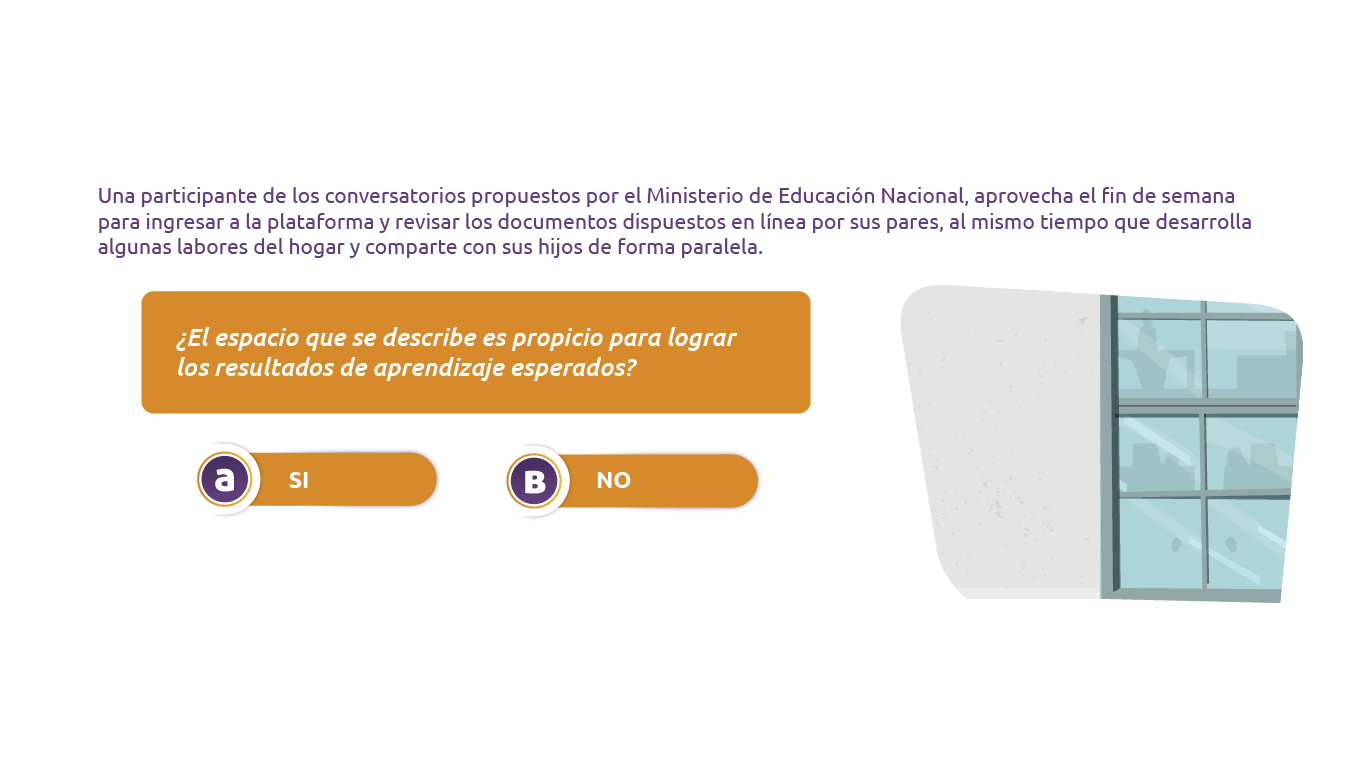 Una participante de los conversatorios propuestos por el Ministerio de Educación Nacional, aprovecha el fin de semana
para ingresar a la plataforma y revisar los documentos dispuestos en línea por sus pares, al mismo tiempo que desarrolla
algunas labores del hogar y comparte con sus hijos de forma paralela.
¿El espacio que se describe es propicio para lograr
los resultados de aprendizaje esperados?
a SI
B NO